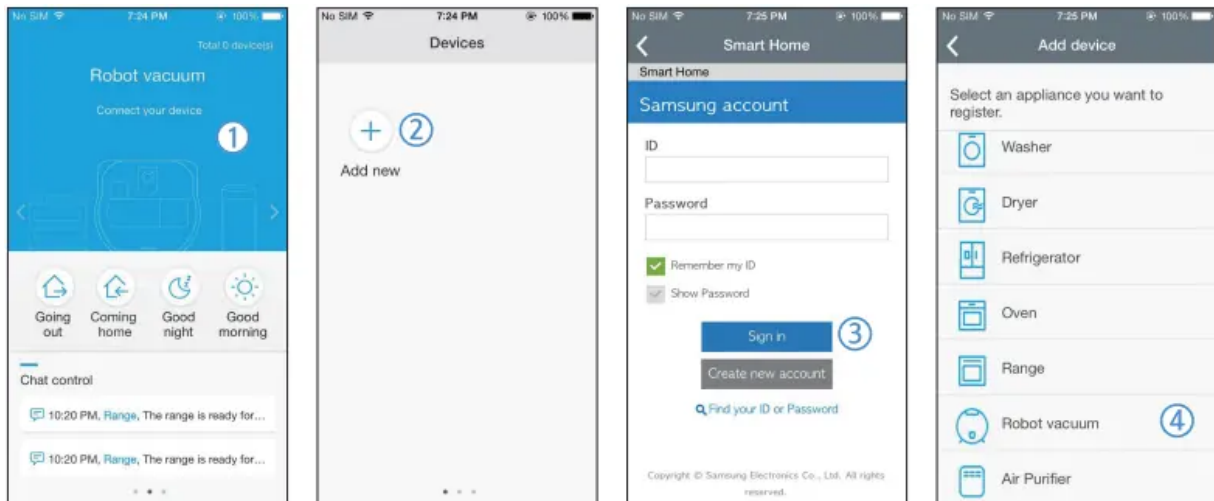 No SIM 7:24 PM 100%
Total 0 device(s)
Robot vacuum
Connect your device
1
Going out
Coming home
Good night
Good morning
Chat control
10:20 PM, Range, The range is ready for...
10:20 PM, Range, The range is ready for...
No SIM 7:24 PM 100%
Devices
2
Add new
No SIM 7:25 PM 100%
Smart Home
Smart Home
Samsung account
ID
Password
Remember my ID
Show Password
Sign in
3
Create new account
Find your ID or Password
Copyright © Samsung Electronics Co., Ltd. All rights
reserved.
No SIM 7:25 PM 100%
Add device
Select an appliance you want to
register.
Washer
Dryer
Refrigerator
Oven
Range
Robot vacuum
4
Air Purifier